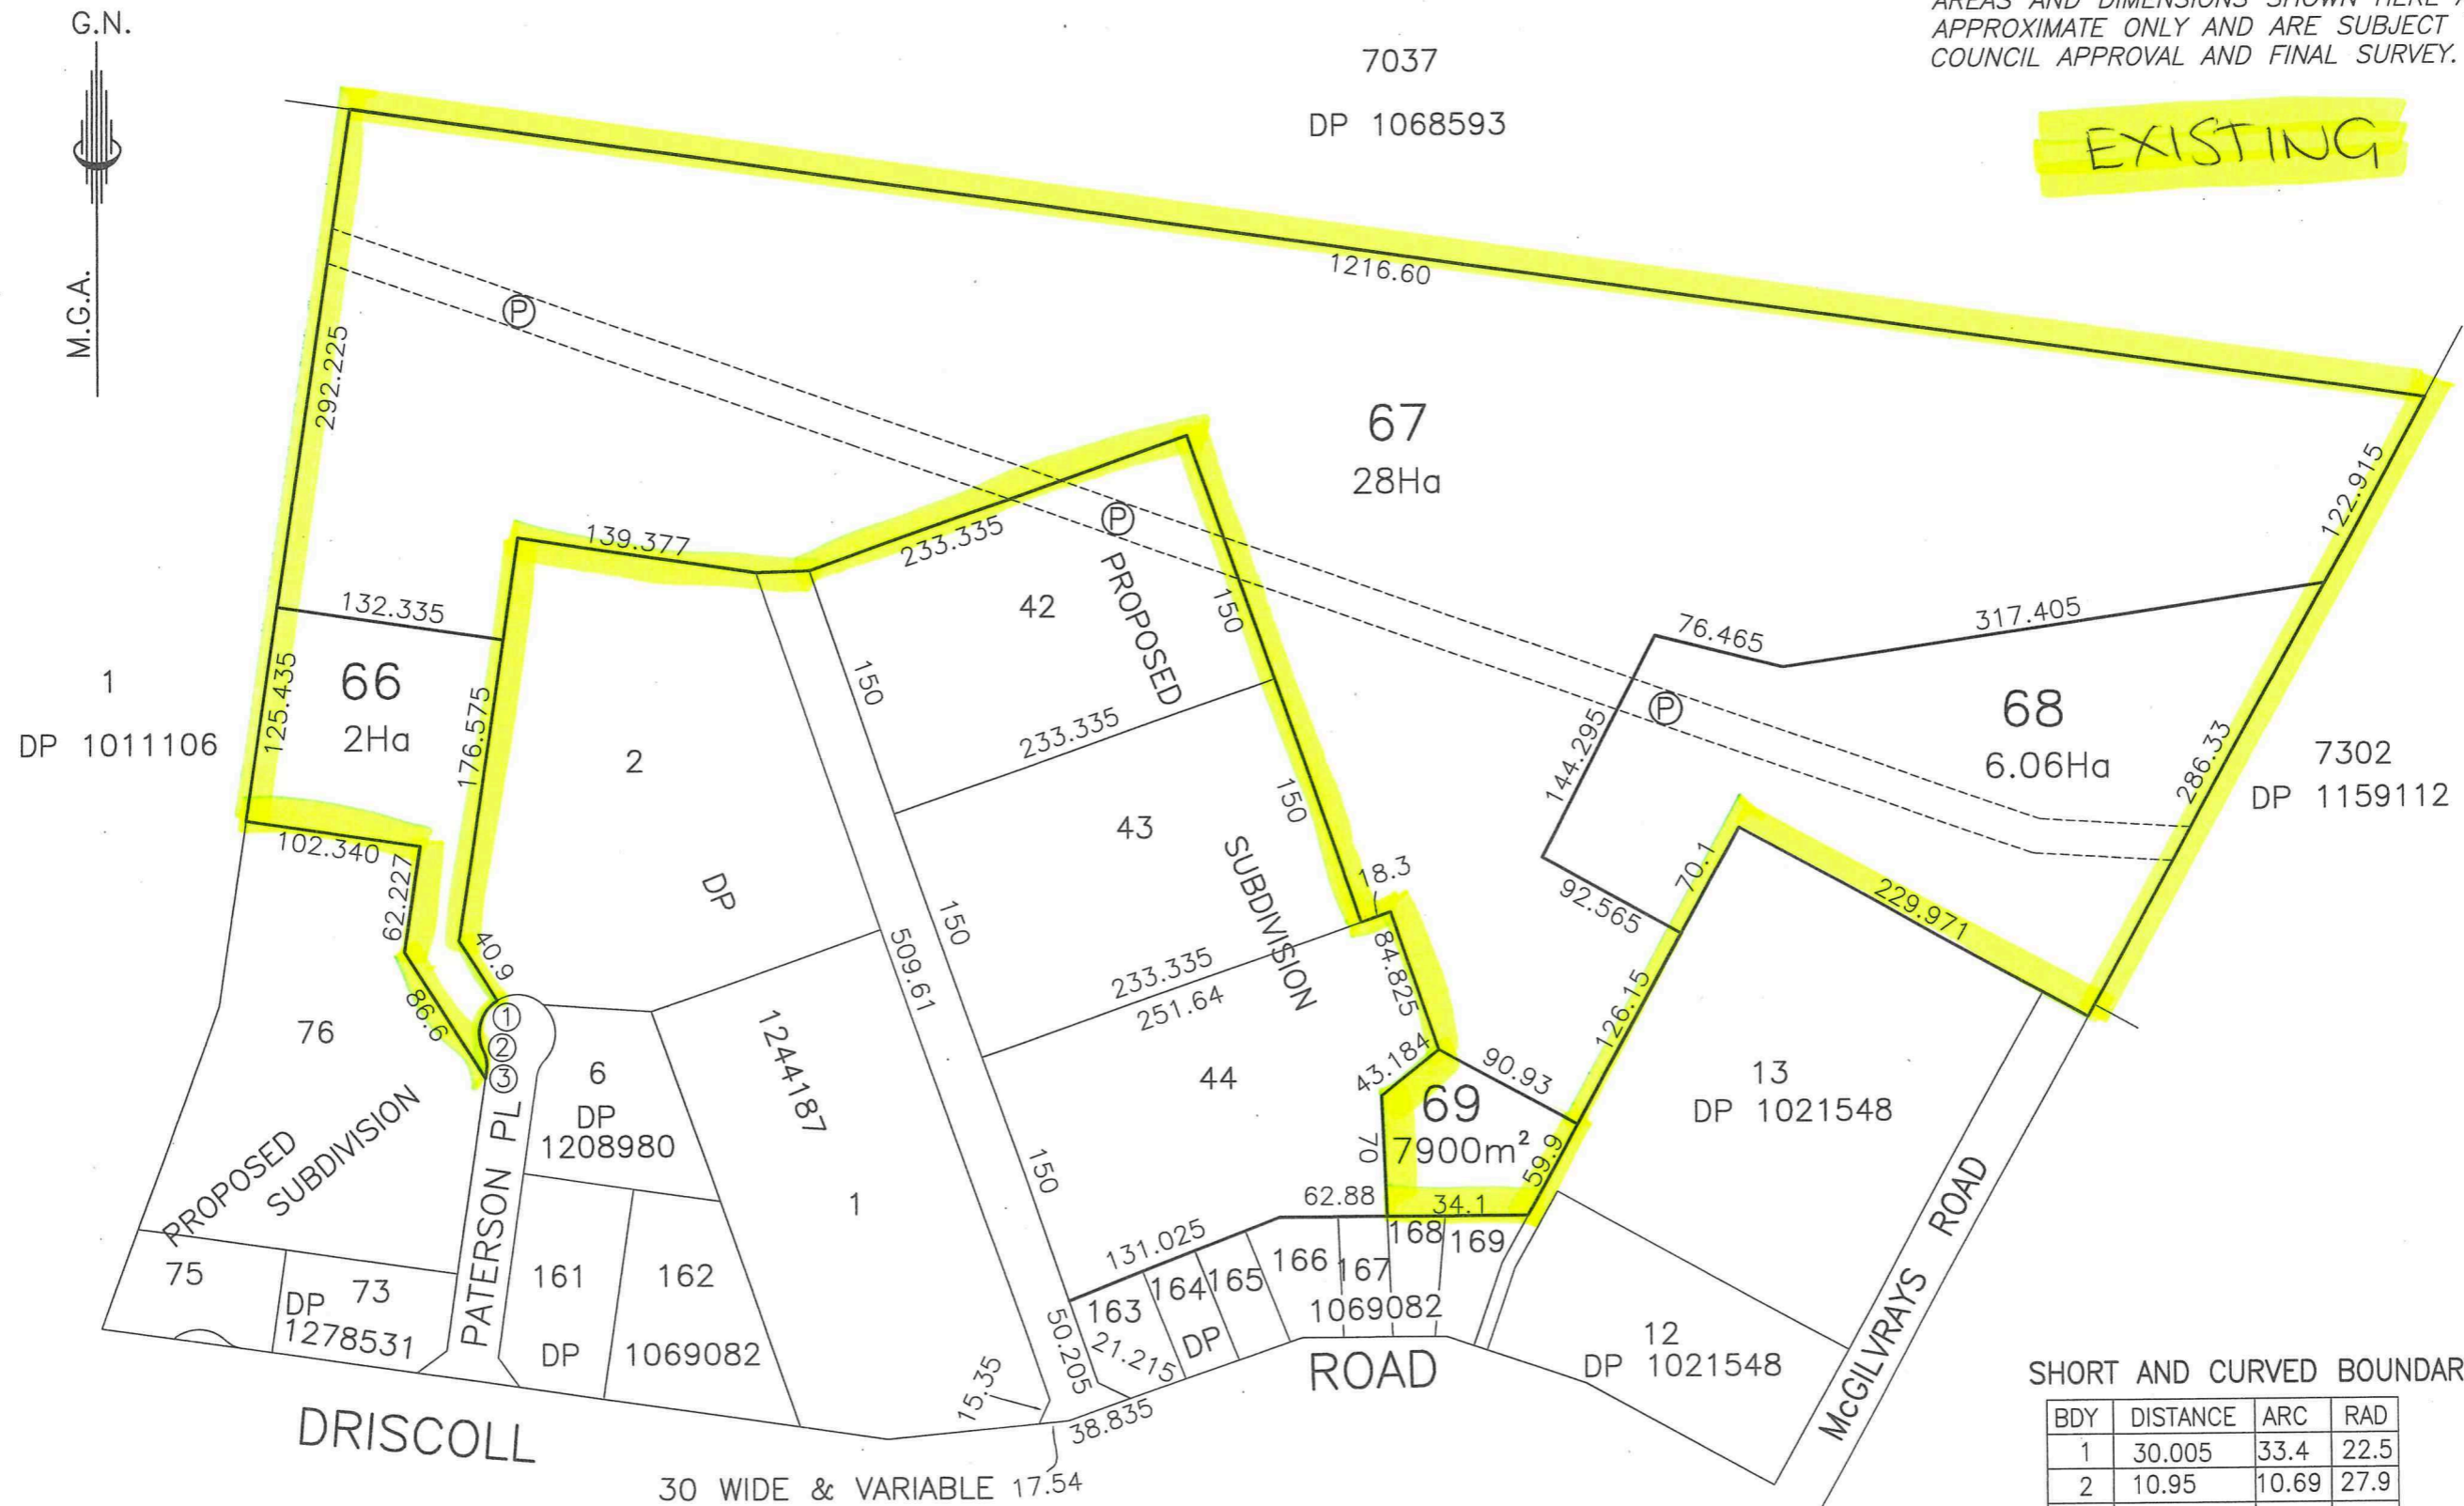 G.N.
M.G.A.
AREAS AND DIMENSIONS SHOWN HERE
APPROXIMATE ONLY AND ARE SUBJECT
COUNCIL APPROVAL AND FINAL SURVEY.
EXISTING
7037
DP 1068593
1216.60
P
292.225
67
28Ha
122.915
139.377
233.335
P
PROPOSED
SUBDIVISION
42
150
150
132.335
66
2Ha
125.435
176.575
1
DP 1011106
2
233.335
76.465
317.405
P
68
6.06Ha
144.295
286.33
7302
DP 1159112
102.340
62.227
43
150
18.3
92.565
70.1
229.971
DP
1244187
40.9
86.6
509.61
150
233.335
251.64
84.825
126.15
76
1
2
3
6
DP
1208980
44
43.184
90.93
69
7900m²
70
59.9
13
DP 1021548
PROPOSED
SUBDIVISION
PATERSON PL
1
150
62.88
34.1
131.025
75
73
DP
1278531
161
162
DP 1069082
163
164
165
166
167
168
169
DP
1069082
50.205
21.215
15.35
38.835
12
DP 1021548
McGILVRAYS ROAD
DRISCOLL
ROAD
30 WIDE & VARIABLE 17.54
SHORT AND CURVED BOUNDAR
BDY DISTANCE ARC RAD
1 30.005 33.4 22.5
2 10.95 10.69 27.9